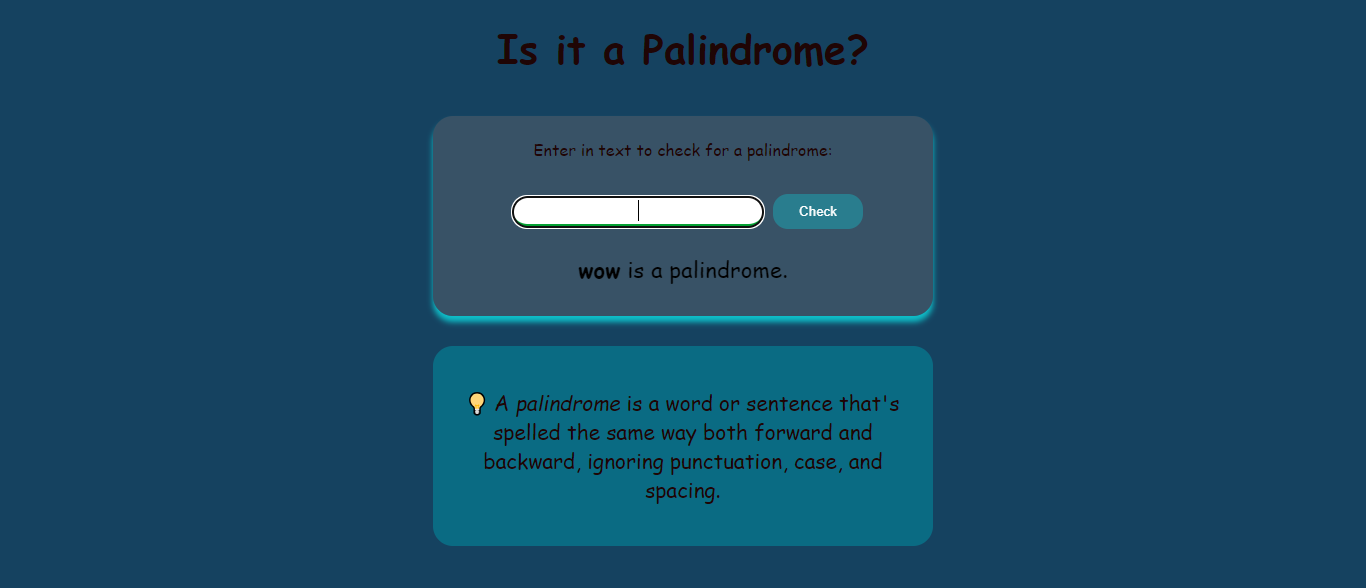 Is it a Palindrome?
Enter in text to check for a palindrome:
Check
wow is a palindrome.
💡 A palindrome is a word or sentence that's
spelled the same way both forward and
backward, ignoring punctuation, case, and
spacing.